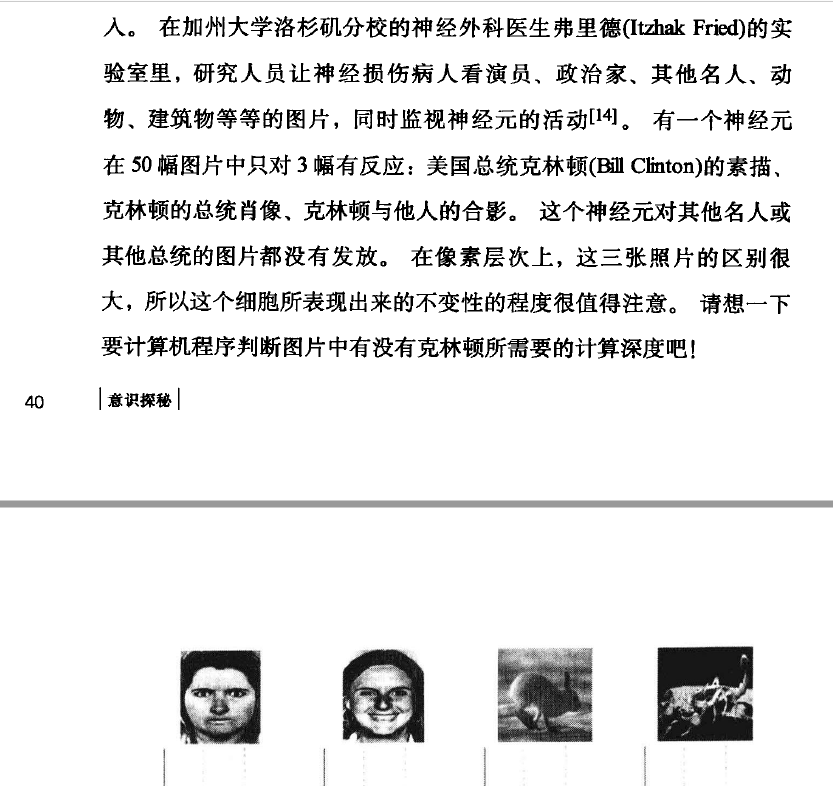 入。 在加州大学洛杉矶分校的神经外科医生弗里德(Itzhak Fried)的实
验室里，研究人员让神经损伤病人看演员、政治家、其他名人、动
物、建筑物等等的图片，同时监视神经元的活动[14]。 有一个神经元
在 50 幅图片中只对 3 幅有反应：美国总统克林顿(Bill Clinton)的素描、
克林顿的总统肖像、克林顿与他人的合影。 这个神经元对其他名人或
其他总统的图片都没有发放。 在像素层次上，这三张照片的区别很
大，所以这个细胞所表现出来的不变性的程度很值得注意。 请想一下
要计算机程序判断图片中有没有克林顿所需要的计算深度吧！
40 |意识探秘|